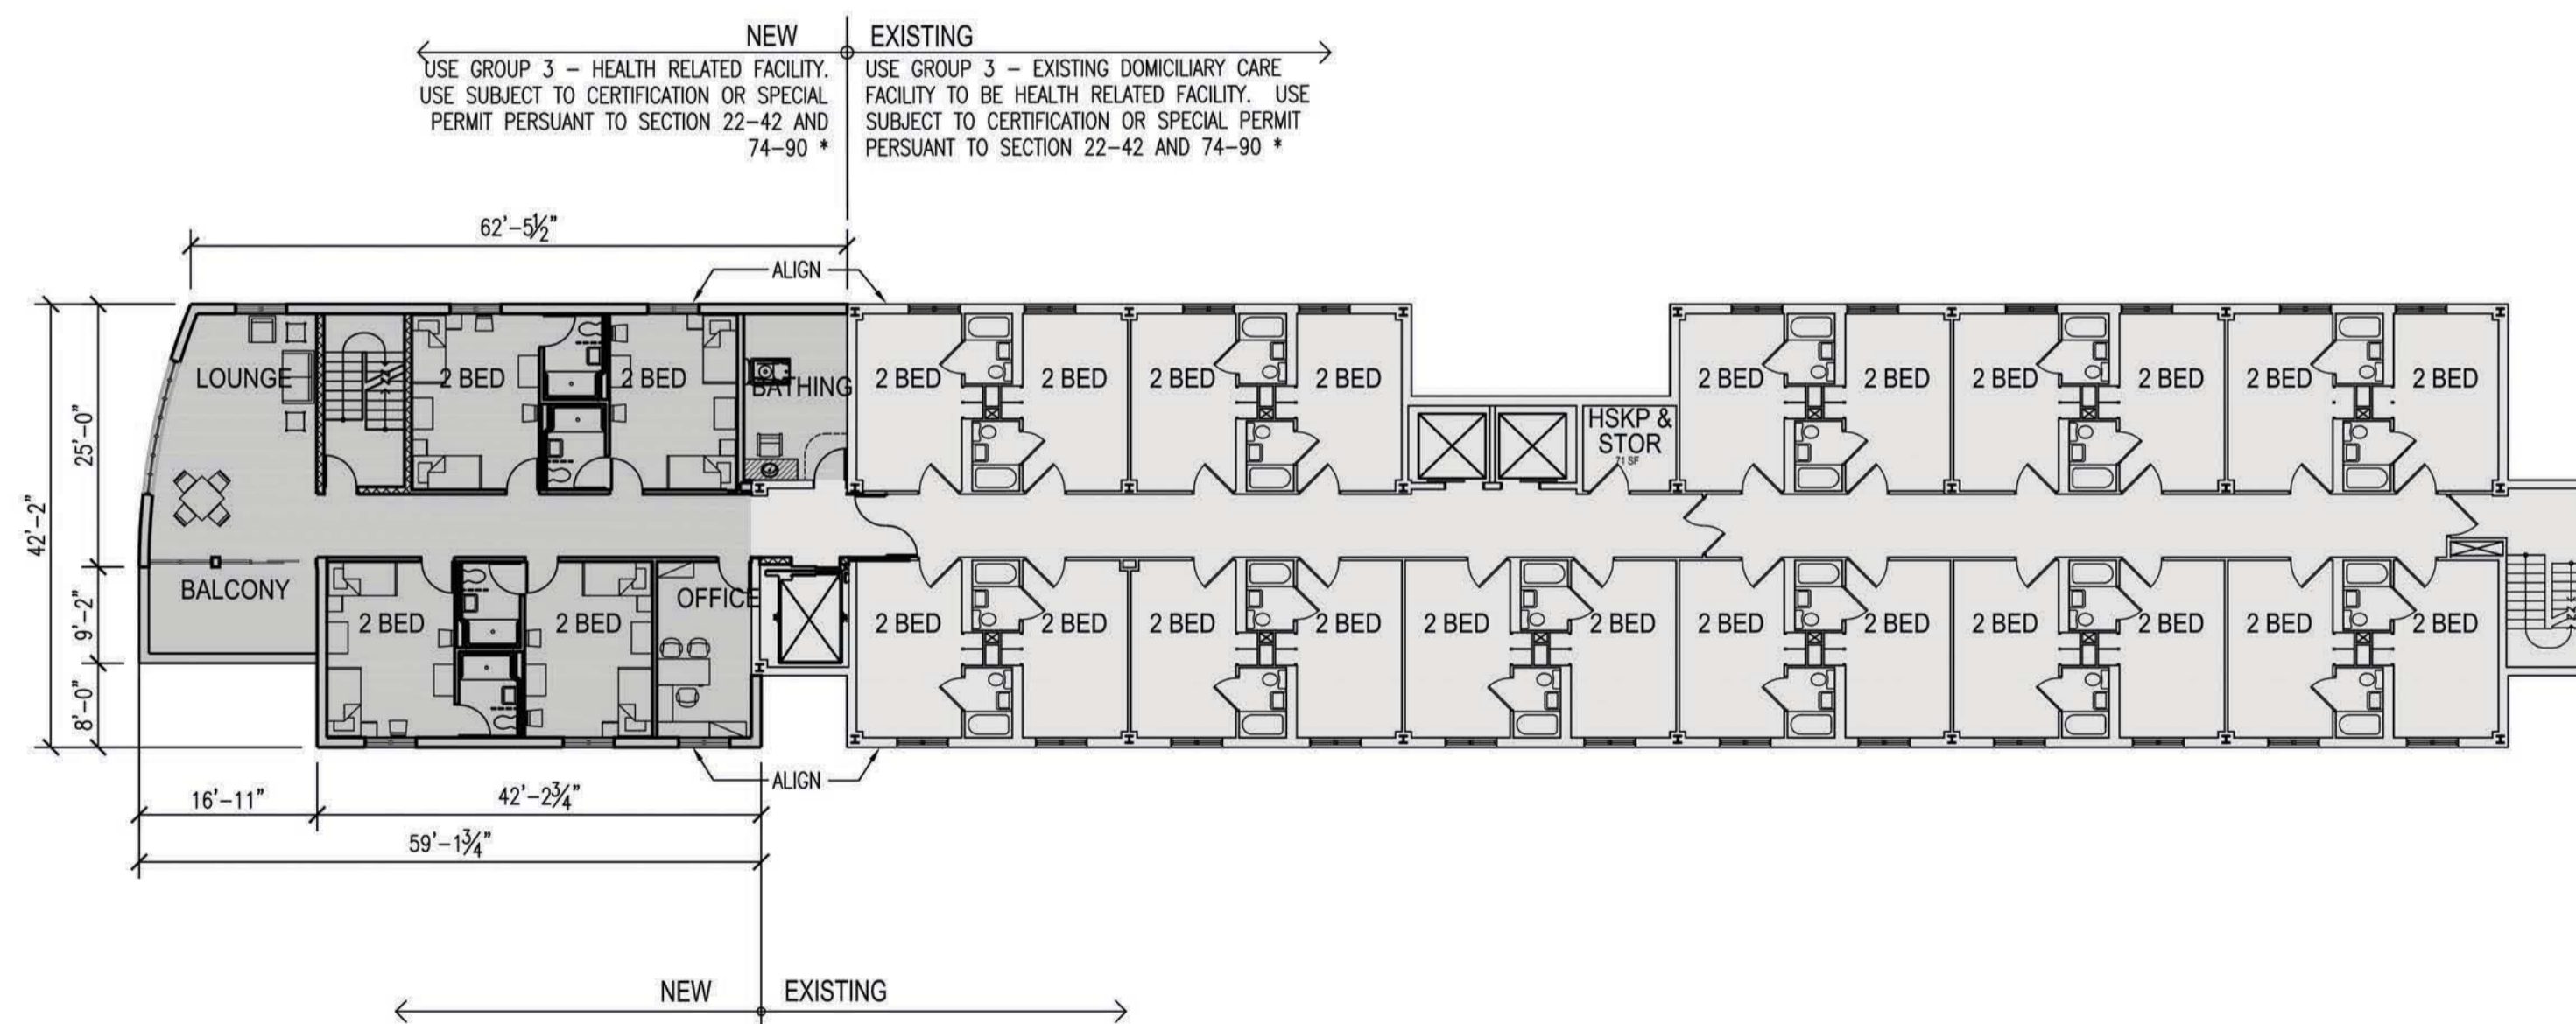 NEW
EXISTING
USE GROUP 3 – HEALTH RELATED FACILITY.
USE SUBJECT TO CERTIFICATION OR SPECIAL
PERMIT PERSUANT TO SECTION 22–42 AND
74–90 *
USE GROUP 3 – EXISTING DOMICILIARY CARE
FACILITY TO BE HEALTH RELATED FACILITY. USE
SUBJECT TO CERTIFICATION OR SPECIAL PERMIT
PERSUANT TO SECTION 22–42 AND 74–90 *
62'–5½"
ALIGN
42'–2"
25'–0"
9'–2"
8'–0"
LOUNGE
2 BED
2 BED
BATHING
2 BED
2 BED
2 BED
2 BED
HSKP &
STOR
71 SF
2 BED
2 BED
2 BED
2 BED
2 BED
2 BED
BALCONY
2 BED
2 BED
OFFICE
2 BED
2 BED
2 BED
2 BED
2 BED
2 BED
2 BED
2 BED
2 BED
2 BED
2 BED
2 BED
ALIGN
16'–11"
42'–2¾"
59'–1¾"
NEW
EXISTING